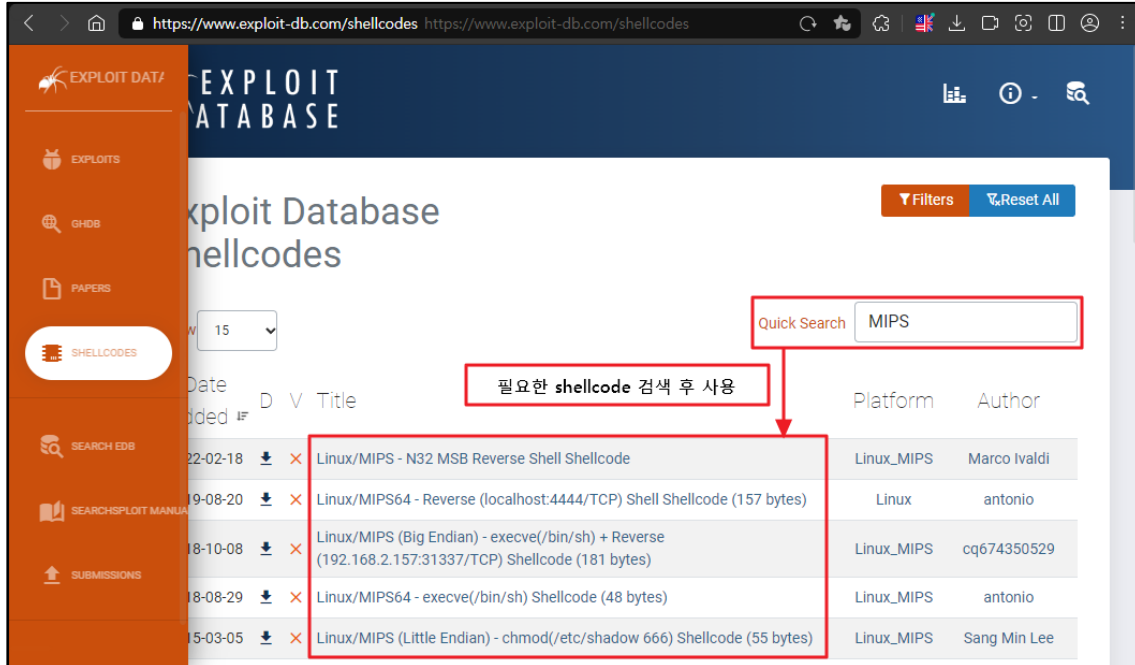 https://www.exploit-db.com/shellcodes https://www.exploit-db.com/shellcodes
EXPLOIT DATA
EXPLOIT
ATABASE
EXPLOITS
GHDB
PAPERS
SHELLCODES
SEARCH EDB
SEARCHSPLOIT MANUA
SUBMISSIONS
xploit Database
hellcodes
Filters
Reset All
w 15
Quick Search MIPS
필요한 shellcode 검색 후 사용
Date
dded D V Title Platform Author
22-02-18 Linux/MIPS - N32 MSB Reverse Shell Shellcode Linux_MIPS Marco Ivaldi
19-08-20 Linux/MIPS64 - Reverse (localhost:4444/TCP) Shell Shellcode (157 bytes) Linux antonio
18-10-08 Linux/MIPS (Big Endian) - execve(/bin/sh) + Reverse
(192.168.2.157:31337/TCP) Shellcode (181 bytes) Linux_MIPS cq674350529
8-08-29 Linux/MIPS64 - execve(/bin/sh) Shellcode (48 bytes) Linux_MIPS antonio
15-03-05 Linux/MIPS (Little Endian) - chmod(/etc/shadow 666) Shellcode (55 bytes) Linux_MIPS Sang Min Lee